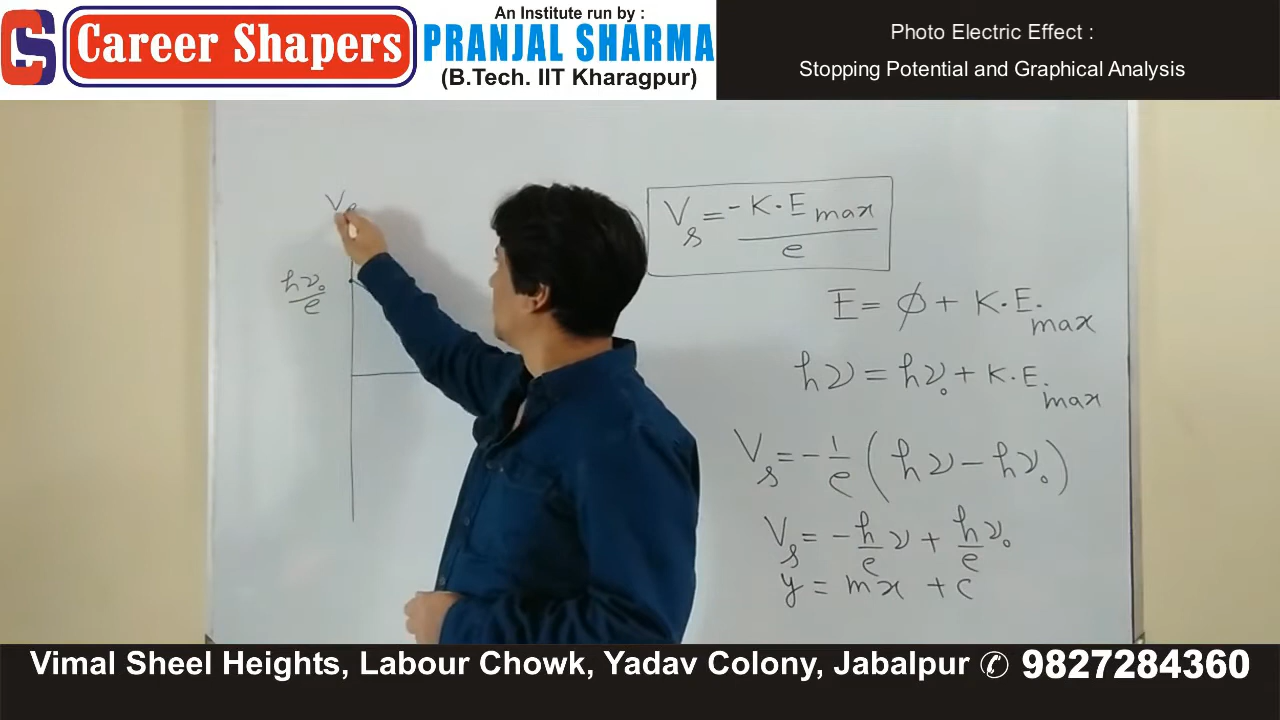 CS Career Shapers
An Institute run by :
PRANJAL SHARMA
(B.Tech. IIT Kharagpur)
Photo Electric Effect :
Stopping Potential and Graphical Analysis
Vₛ
hν₀/e
Vₛ = -K·E max / e
E = ϕ + K·E. max
hν = hν₀ + K·E. max
Vₛ = -1/e (hν - hν₀)
Vₛ = -h/e ν + h/e ν₀
y = mx + c
Vimal Sheel Heights, Labour Chowk, Yadav Colony, Jabalpur ✆ 9827284360